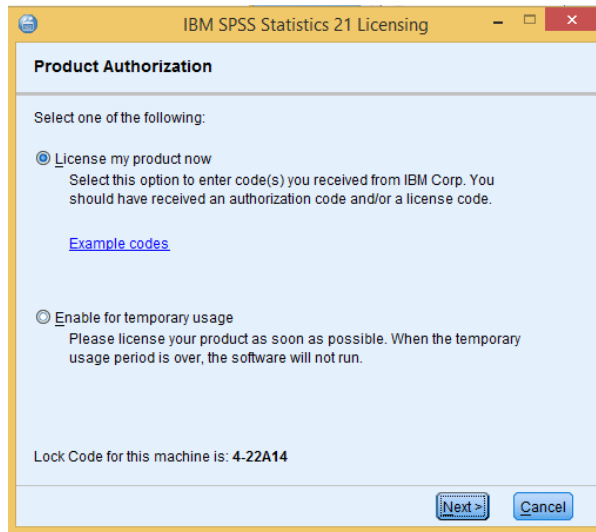 IBM SPSS Statistics 21 Licensing
Product Authorization
Select one of the following:
License my product now
Select this option to enter code(s) you received from IBM Corp. You
should have received an authorization code and/or a license code.
Example codes
Enable for temporary usage
Please license your product as soon as possible. When the temporary
usage period is over, the software will not run.
Lock Code for this machine is: 4-22A14
Next >
Cancel